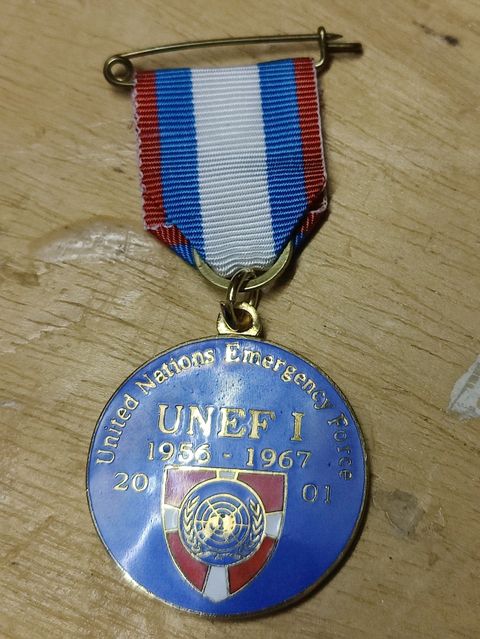 United Nations Emergency Force
UNEF I
1956 - 1967
20 01